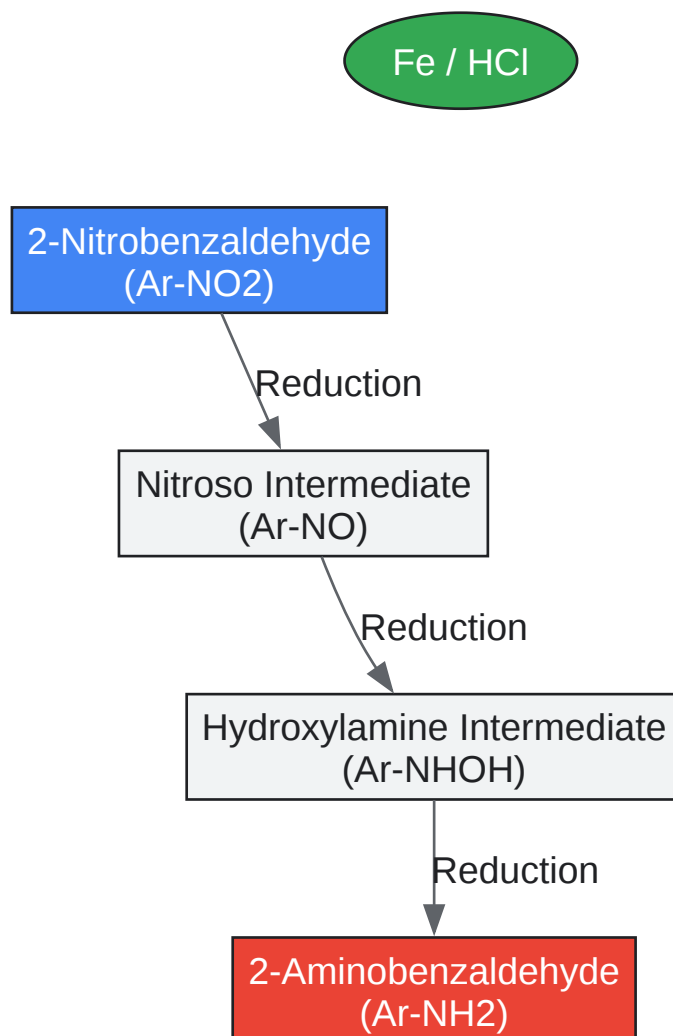 Fe / HCl
2-Nitrobenzaldehyde
(Ar-NO2)
Reduction
Nitroso Intermediate
(Ar-NO)
Reduction
Hydroxylamine Intermediate
(Ar-NHOH)
Reduction
2-Aminobenzaldehyde
(Ar-NH2)